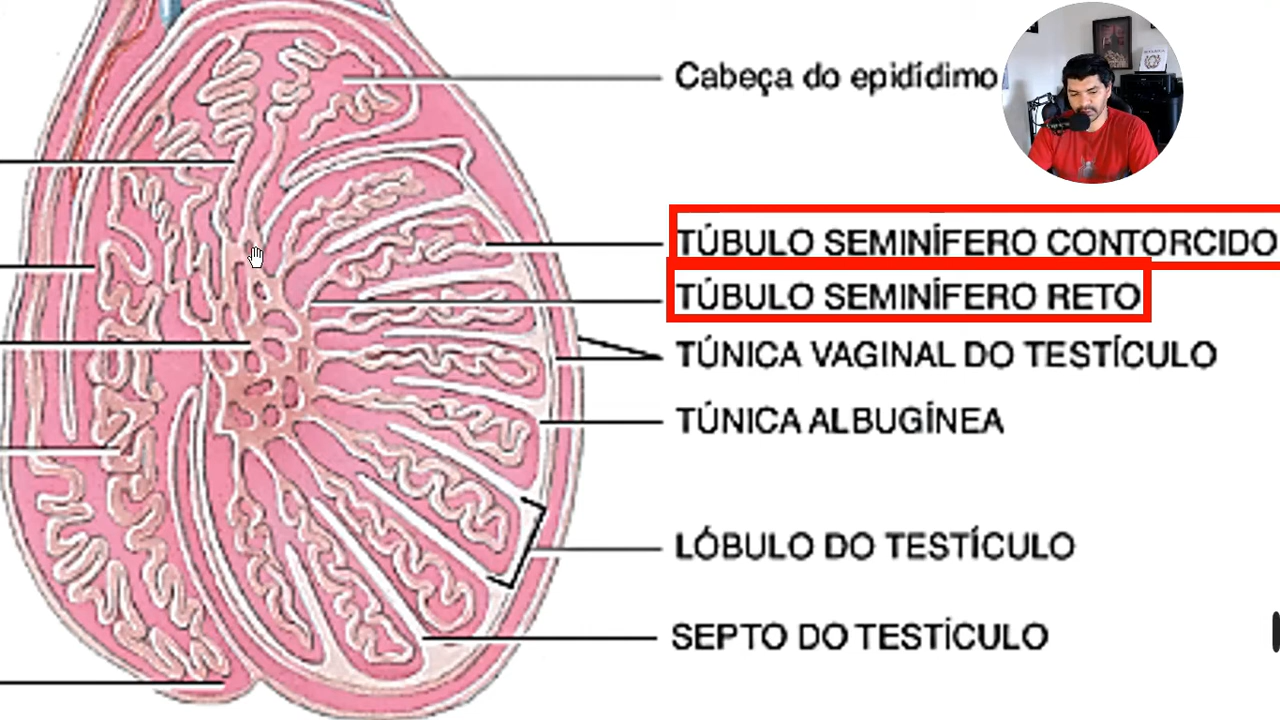 Cabeça do epidídimo
TÚBULO SEMINÍFERO CONTORCIDO
TÚBULO SEMINÍFERO RETO
TÚNICA VAGINAL DO TESTÍCULO
TÚNICA ALBUGÍNEA
LÓBULO DO TESTÍCULO
SEPTO DO TESTÍCULO